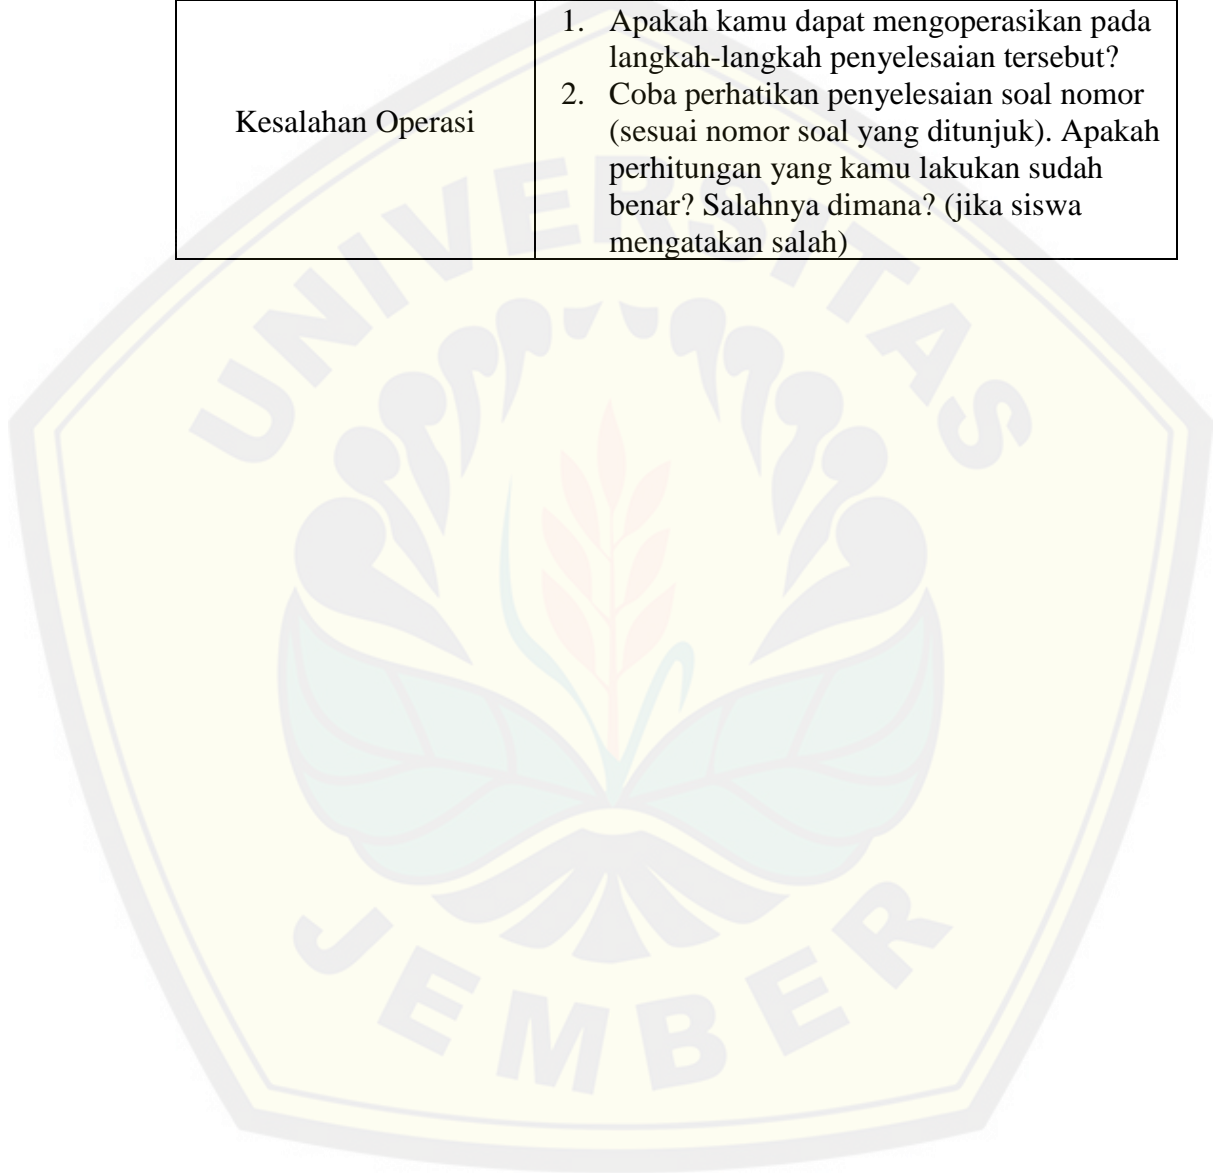 1. Apakah kamu dapat mengoperasikan pada
langkah-langkah penyelesaian tersebut?
Kesalahan Operasi
2. Coba perhatikan penyelesaian soal nomor
(sesuai nomor soal yang ditunjuk). Apakah
perhitungan yang kamu lakukan sudah
benar? Salahnya dimana? (jika siswa
mengatakan salah)
UNIVERSITAS
JEMBER